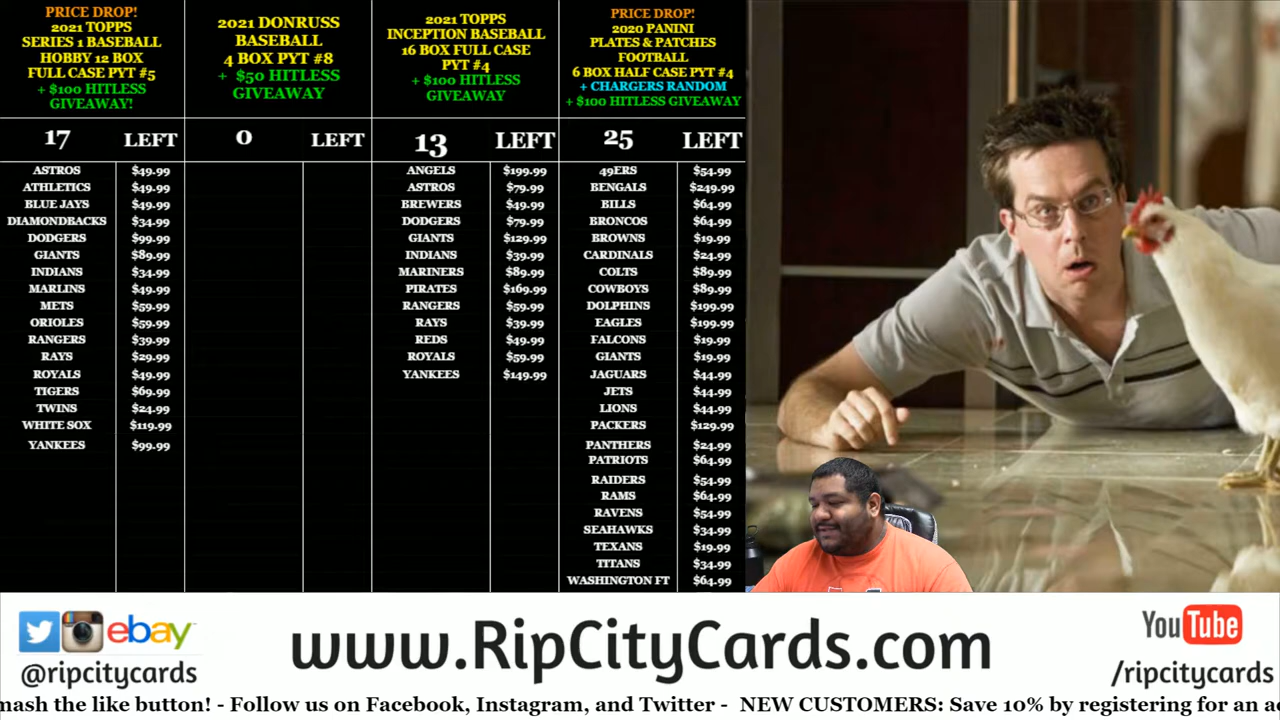 PRICE DROP!
2021 TOPPS
SERIES 1 BASEBALL
HOBBY 12 BOX
FULL CASE PYT #5
+ $100 HITLESS
GIVEAWAY!
17 LEFT
ASTROS $49.99
ATHLETICS $49.99
BLUE JAYS $49.99
DIAMONDBACKS $34.99
DODGERS $99.99
GIANTS $89.99
INDIANS $34.99
MARLINS $49.99
METS $59.99
ORIOLES $59.99
RANGERS $39.99
RAYS $29.99
ROYALS $49.99
TIGERS $69.99
TWINS $24.99
WHITE SOX $119.99
YANKEES $99.99
2021 DONRUSS
BASEBALL
4 BOX PYT #8
+ $50 HITLESS
GIVEAWAY
0 LEFT
2021 TOPPS
INCEPTION BASEBALL
16 BOX FULL CASE
PYT #4
+ $100 HITLESS
GIVEAWAY
13 LEFT
ANGELS $199.99
ASTROS $79.99
BREWERS $49.99
DODGERS $79.99
GIANTS $129.99
INDIANS $39.99
MARINERS $89.99
PIRATES $169.99
RANGERS $59.99
RAYS $39.99
REDS $49.99
ROYALS $59.99
YANKEES $149.99
PRICE DROP!
2020 PANINI
PLATES & PATCHES
FOOTBALL
6 BOX HALF CASE PYT #4
+ CHARGERS RANDOM
+ $100 HITLESS GIVEAWAY
25 LEFT
49ERS $54.99
BENGALS $249.99
BILLS $64.99
BRONCOS $64.99
BROWNS $19.99
CARDINALS $24.99
COLTS $89.99
COWBOYS $89.99
DOLPHINS $199.99
EAGLES $199.99
FALCONS $19.99
GIANTS $19.99
JAGUARS $44.99
JETS $44.99
LIONS $44.99
PACKERS $129.99
PANTHERS $24.99
PATRIOTS $64.99
RAIDERS $54.99
RAMS $64.99
RAVENS $54.99
SEAHAWKS $34.99
TEXANS $19.99
TITANS $34.99
WASHINGTON FT $64.99
ebay
@ripcitycards
www.RipCityCards.com
YouTube
/ripcitycards
mash the like button! - Follow us on Facebook, Instagram, and Twitter - NEW CUSTOMERS: Save 10% by registering for an a